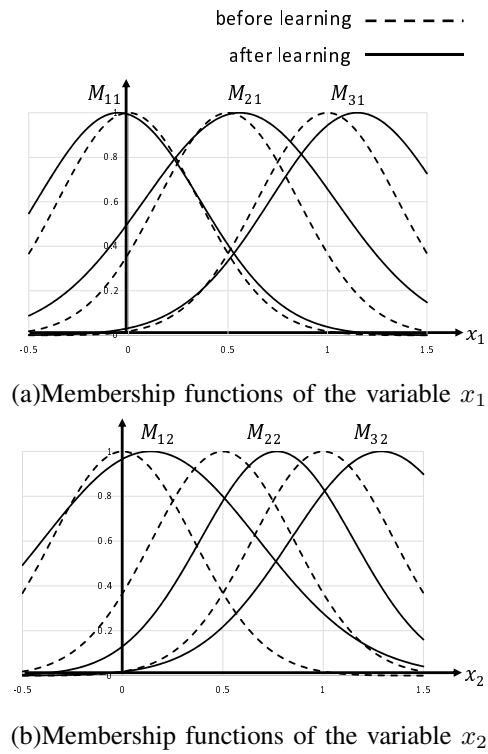 before learning
after learning
M₁₁ M₂₁ M₃₁
1
0.8
0.6
0.4
0.2
0
x₁
-0.5 0 0.5 1 1.5
(a)Membership functions of the variable x₁
M₁₂ M₂₂ M₃₂
1
0.8
0.6
0.4
0.2
0
x₂
-0.5 0 0.5 1 1.5
(b)Membership functions of the variable x₂